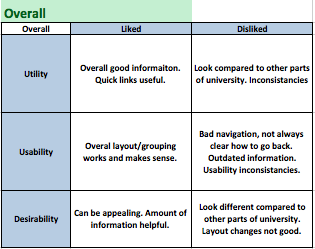 Overall
Overall Liked Disliked
Utility
Overall good informaiton.
Quick links useful.
Look compared to other parts
of university. Inconsistancies
Usability
Overal layout/grouping
works and makes sense.
Bad navigation, not always
clear how to go back.
Outdated information.
Usability inconsistancies.
Desirability
Can be appealing. Amount of
information helpful.
Look different compared to
other parts of university.
Layout changes not good.